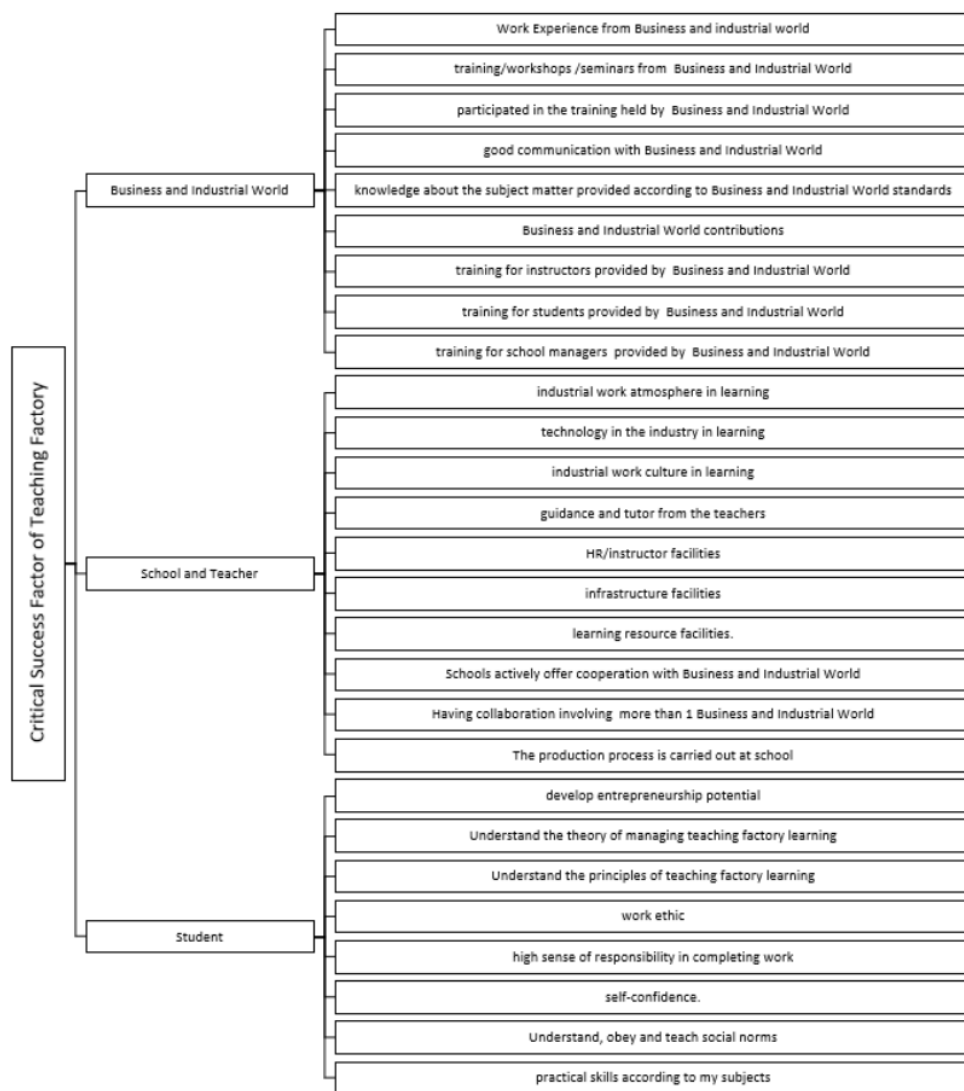 Critical Success Factor of Teaching Factory
Business and Industrial World
Work Experience from Business and industrial world
training/workshops /seminars from Business and Industrial World
participated in the training held by Business and Industrial World
good communication with Business and Industrial World
knowledge about the subject matter provided according to Business and Industrial World standards
Business and Industrial World contributions
training for instructors provided by Business and Industrial World
training for students provided by Business and Industrial World
training for school managers provided by Business and Industrial World
School and Teacher
industrial work atmosphere in learning
technology in the industry in learning
industrial work culture in learning
guidance and tutor from the teachers
HR/instructor facilities
infrastructure facilities
learning resource facilities.
Schools actively offer cooperation with Business and Industrial World
Having collaboration involving more than 1 Business and Industrial World
The production process is carried out at school
Student
develop entrepreneurship potential
Understand the theory of managing teaching factory learning
Understand the principles of teaching factory learning
work ethic
high sense of responsibility in completing work
self-confidence.
Understand, obey and teach social norms
practical skills according to my subjects